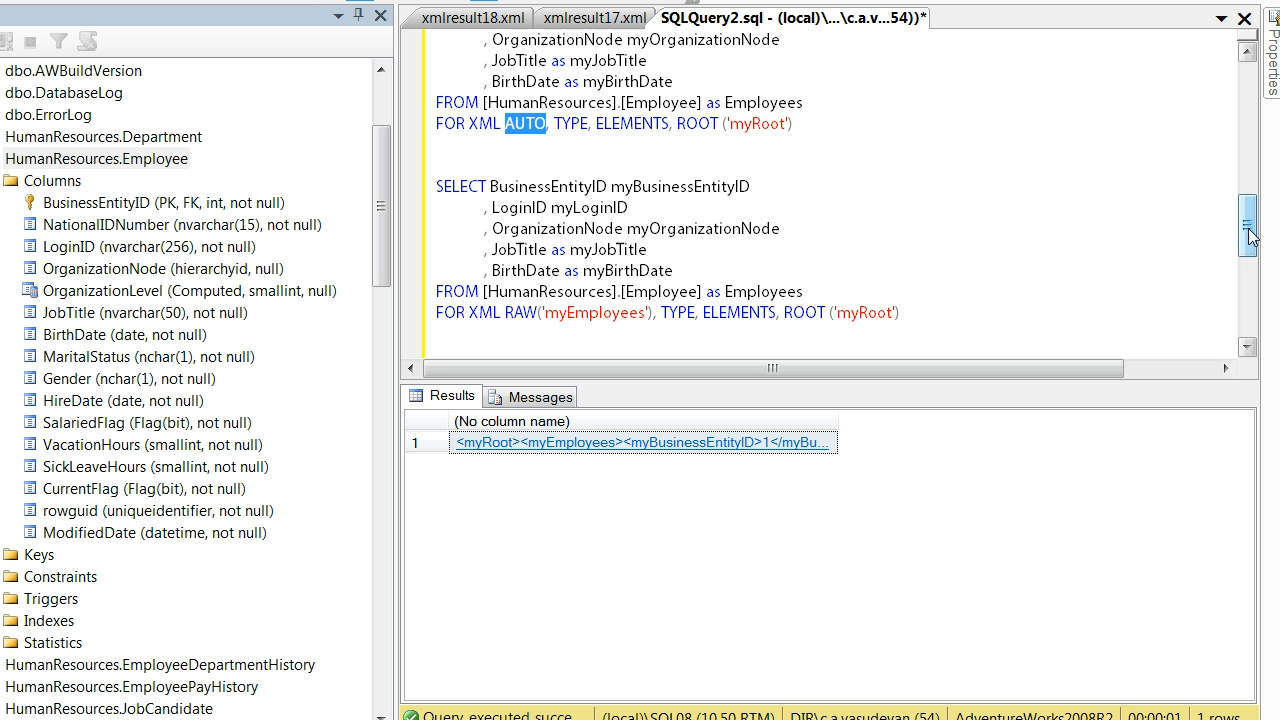 xmlresult18.xml
xmlresult17.xml
SQLQuery2.sql - (local)\...\c.a.v...54))*
Properties
dbo.AWBuildVersion
dbo.DatabaseLog
dbo.ErrorLog
HumanResources.Department
HumanResources.Employee
Columns
BusinessEntityID (PK, FK, int, not null)
NationalIDNumber (nvarchar(15), not null)
LoginID (nvarchar(256), not null)
OrganizationNode (hierarchyid, null)
OrganizationLevel (Computed, smallint, null)
JobTitle (nvarchar(50), not null)
BirthDate (date, not null)
MaritalStatus (nchar(1), not null)
Gender (nchar(1), not null)
HireDate (date, not null)
SalariedFlag (Flag(bit), not null)
VacationHours (smallint, not null)
SickLeaveHours (smallint, not null)
CurrentFlag (Flag(bit), not null)
rowguid (uniqueidentifier, not null)
ModifiedDate (datetime, not null)
Keys
Constraints
Triggers
Indexes
Statistics
HumanResources.EmployeeDepartmentHistory
HumanResources.EmployeePayHistory
HumanResources.JobCandidate
, OrganizationNode myOrganizationNode
, JobTitle as myJobTitle
, BirthDate as myBirthDate
FROM [HumanResources].[Employee] as Employees
FOR XML AUTO, TYPE, ELEMENTS, ROOT ('myRoot')
SELECT BusinessEntityID myBusinessEntityID
, LoginID myLoginID
, OrganizationNode myOrganizationNode
, JobTitle as myJobTitle
, BirthDate as myBirthDate
FROM [HumanResources].[Employee] as Employees
FOR XML RAW('myEmployees'), TYPE, ELEMENTS, ROOT ('myRoot')
Results
Messages
(No column name)
1 <myRoot><myEmployees><myBusinessEntityID>1</myBu...
Query executed succe... (local)\SQL08 (10.50 RTM) DIR\c.a.vasudevan (54) AdventureWorks2008R2 00:00:01 1 rows